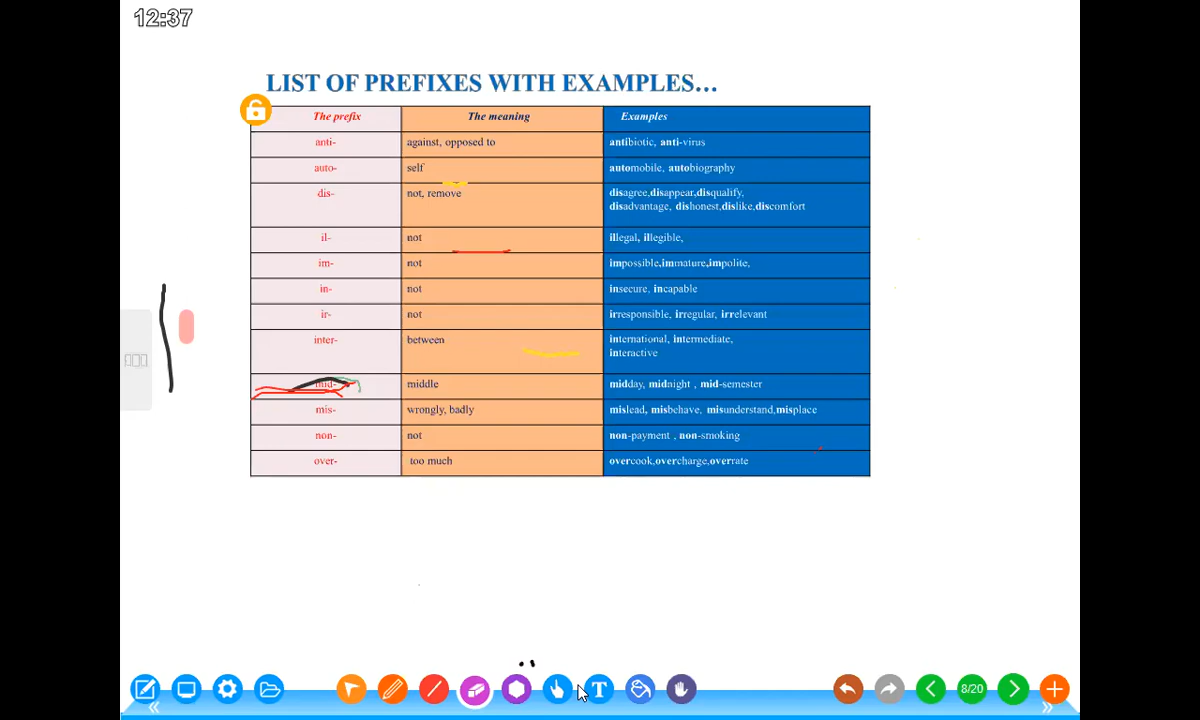 12:37
LIST OF PREFIXES WITH EXAMPLES...
The prefix The meaning Examples
anti- against, opposed to antibiotic, anti-virus
auto- self automobile, autobiography
dis- not, remove disagree,disappear,disqualify,
disadvantage, dishonest,dislike,discomfort
il- not illegal, illegible,
im- not impossible,immature,impolite,
in- not insecure, incapable
ir- not irresponsible, irregular, irrelevant
inter- between international, intermediate,
interactive
mid- middle midday, midnight , mid-semester
mis- wrongly, badly mislead, misbehave, misunderstand,misplace
non- not non-payment , non-smoking
over- too much overcook,overcharge,overrate
T 8/20